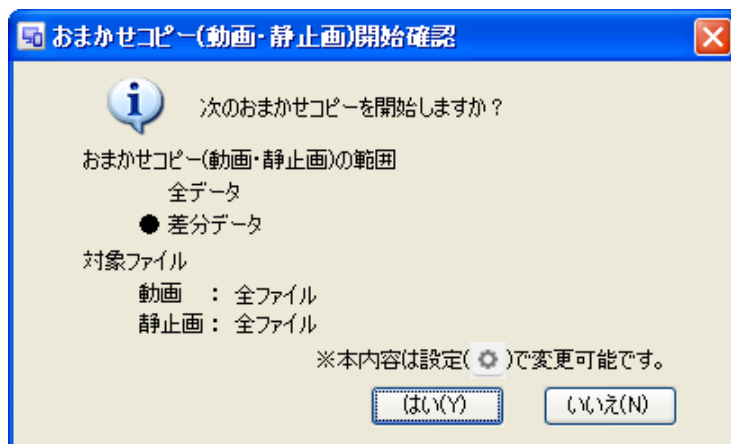 おまかせコピー(動画・静止画)開始確認
次のおまかせコピーを開始しますか？
おまかせコピー(動画・静止画)の範囲
全データ
● 差分データ
対象ファイル
動画 ： 全ファイル
静止画： 全ファイル
※本内容は設定( )で変更可能です。
はい(Y) いいえ(N)